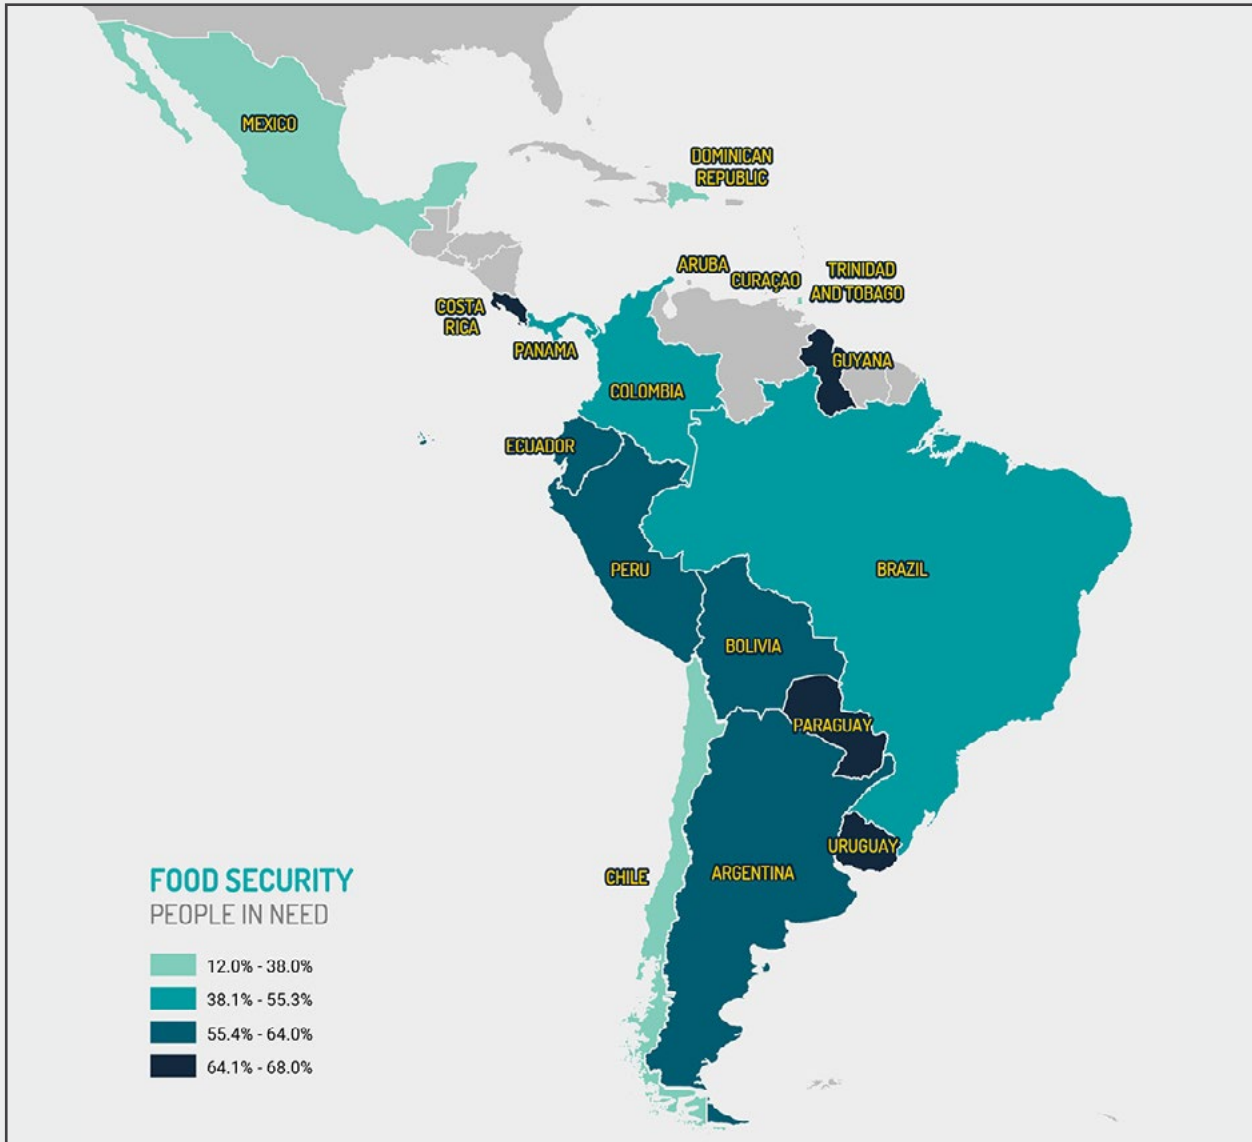 MEXICO
DOMINICAN
REPUBLIC
ARUBA
CURAÇAO
TRINIDAD
AND TOBAGO
COSTA
RICA
PANAMA
GUYANA
COLOMBIA
ECUADOR
PERU
BRAZIL
BOLIVIA
PARAGUAY
URUGUAY
CHILE
ARGENTINA
FOOD SECURITY
PEOPLE IN NEED
12.0% - 38.0%
38.1% - 55.3%
55.4% - 64.0%
64.1% - 68.0%